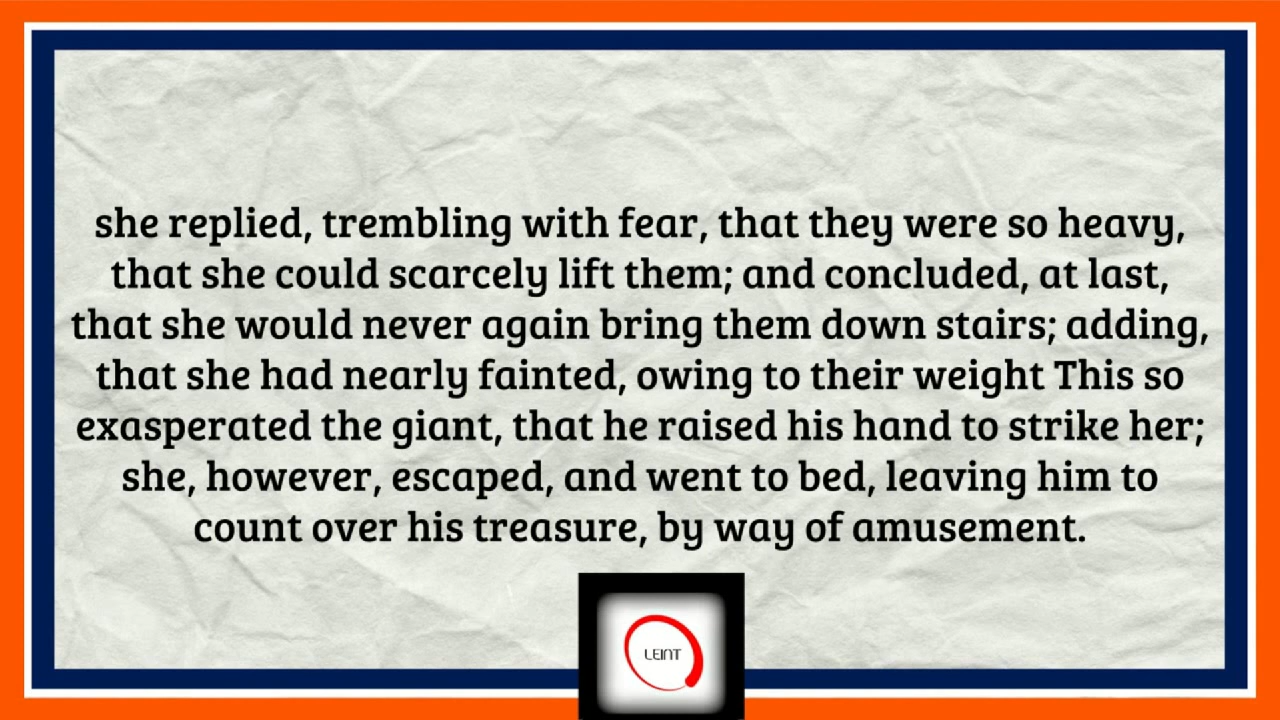 she replied, trembling with fear, that they were so heavy,
that she could scarcely lift them; and concluded, at last,
that she would never again bring them down stairs; adding,
that she had nearly fainted, owing to their weight This so
exasperated the giant, that he raised his hand to strike her;
she, however, escaped, and went to bed, leaving him to
count over his treasure, by way of amusement.
LEINT